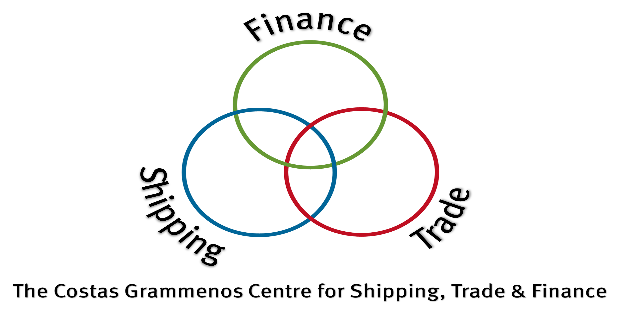 Finance
Shipping
Trade
The Costas Grammenos Centre for Shipping, Trade & Finance